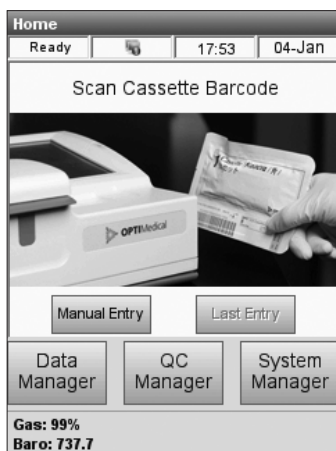 Home
Ready 17:53 04-Jan
Scan Cassette Barcode
OPTIMedical
Manual Entry Last Entry
Data Manager QC Manager System Manager
Gas: 99%
Baro: 737.7